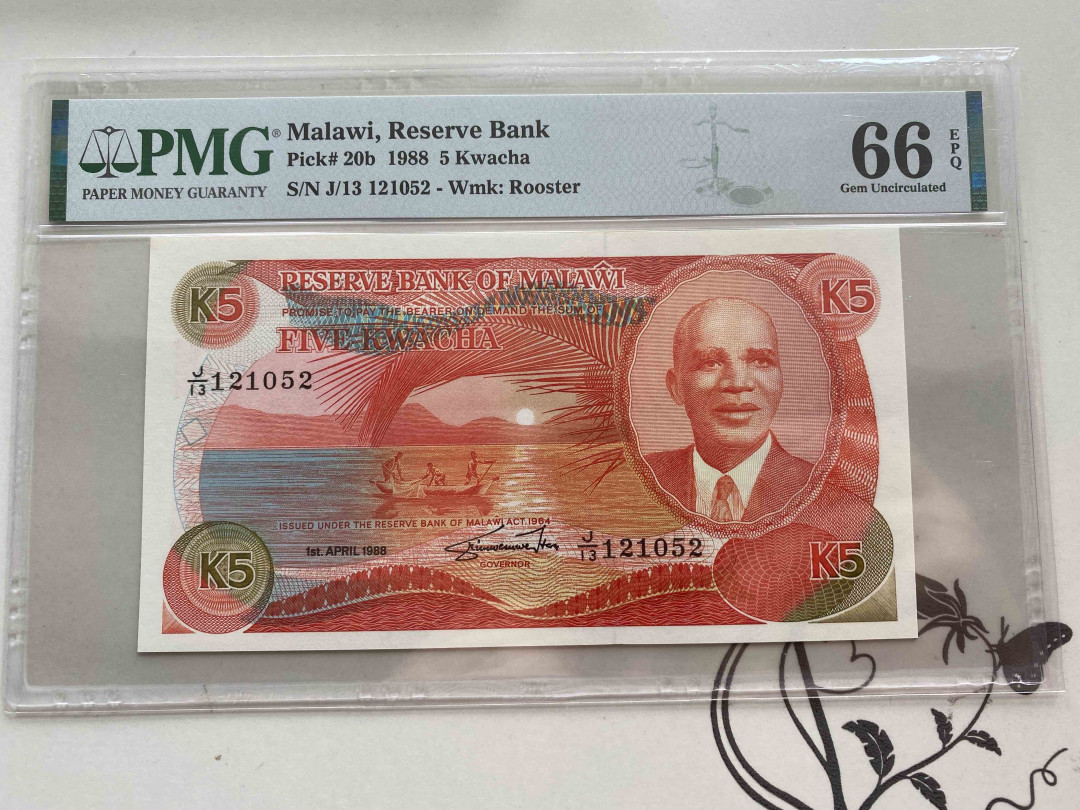 PMG®
PAPER MONEY GUARANTY
Malawi, Reserve Bank
Pick# 20b 1988 5 Kwacha
S/N J/13 121052 - Wmk: Rooster
66
EPQ
Gem Uncirculated
K5
RESERVE BANK OF MALAŴI
K5
PROMISE TO PAY THE BEARER ON DEMAND THE SUM OF
FIVE KWACHA
J/13 121052
ISSUED UNDER THE RESERVE BANK OF MALAŴI ACT. 1964
1st. APRIL 1988
J/13 121052
GOVERNOR
K5
K5